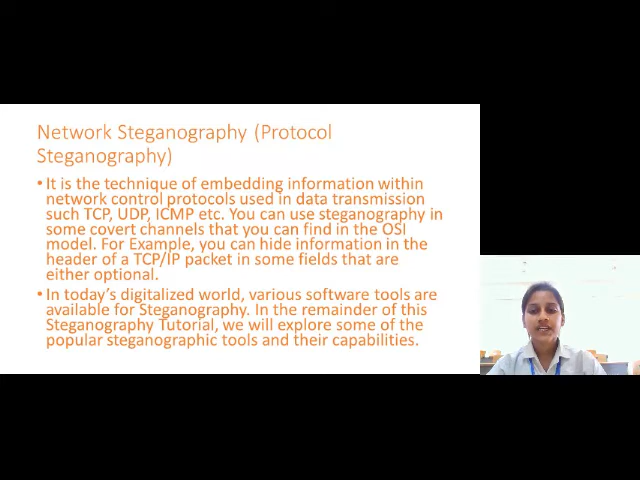 Network Steganography (Protocol
Steganography)
• It is the technique of embedding information within
network control protocols used in data transmission
such TCP, UDP, ICMP etc. You can use steganography in
some covert channels that you can find in the OSI
model. For Example, you can hide information in the
header of a TCP/IP packet in some fields that are
either optional.
• In today's digitalized world, various software tools are
available for Steganography. In the remainder of this
Steganography Tutorial, we will explore some of the
popular steganographic tools and their capabilities.